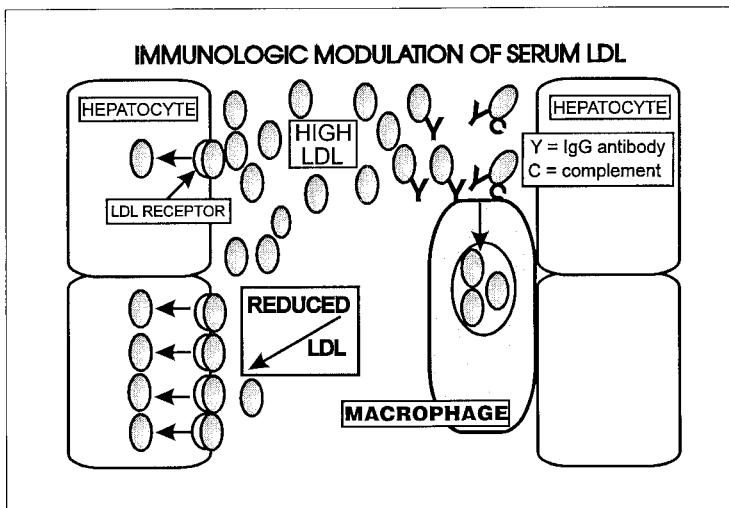 IMMUNOLOGIC MODULATION OF SERUM LDL
HEPATOCYTE
HIGH
LDL
HEPATOCYTE
Y = IgG antibody
C = complement
LDL RECEPTOR
REDUCED
LDL
MACROPHAGE
Y
Y
Y
Y
C
Y
C